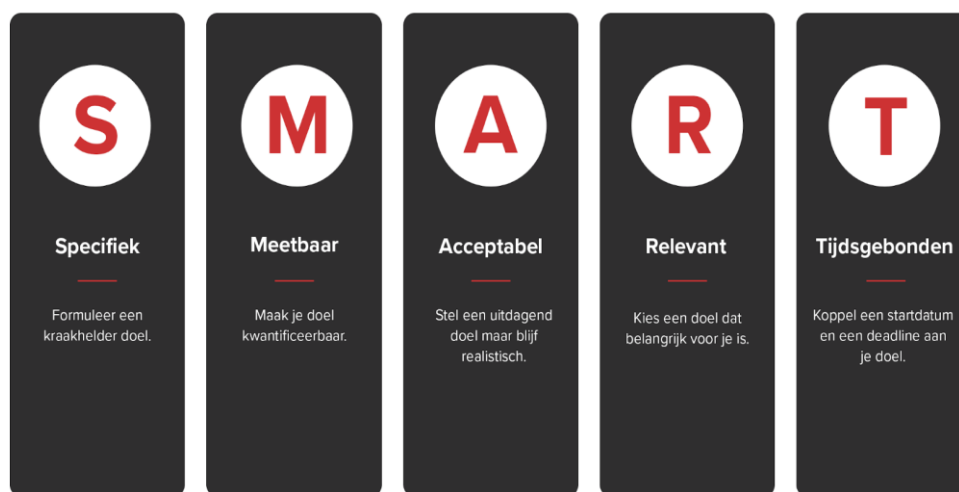 S
Specifiek
Formuleer een
kraakhelder doel.
M
Meetbaar
Maak je doel
kwantificeerbaar.
A
Acceptabel
Stel een uitdagend
doel maar blijf
realistisch.
R
Relevant
Kies een doel dat
belangrijk voor je is.
T
Tijdsgebonden
Koppel een startdatum
en een deadline aan
je doel.